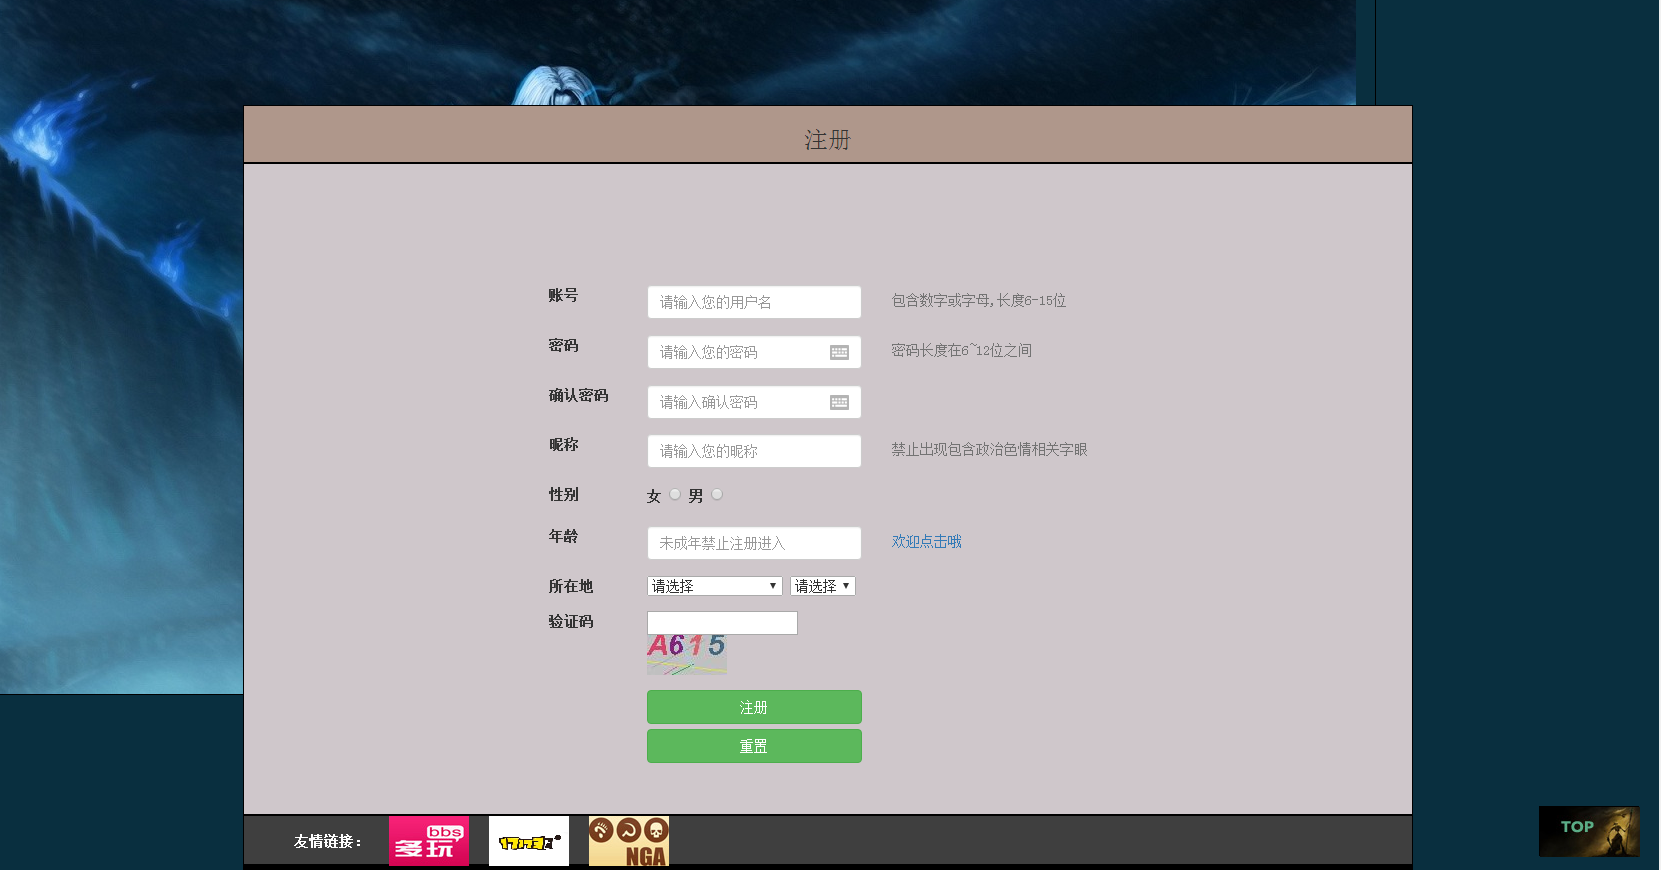 注册
账号 请输入您的用户名 包含数字或字母,长度6-15位
密码 请输入您的密码 密码长度在6~12位之间
确认密码 请输入确认密码
昵称 请输入您的昵称 禁止出现包含政治色情相关字眼
性别 女 男
年龄 未成年禁止注册进入 欢迎点击哦
所在地 请选择 请选择
验证码
A615
注册
重置
友情链接： bbs 多玩 17173 NGA
TOP